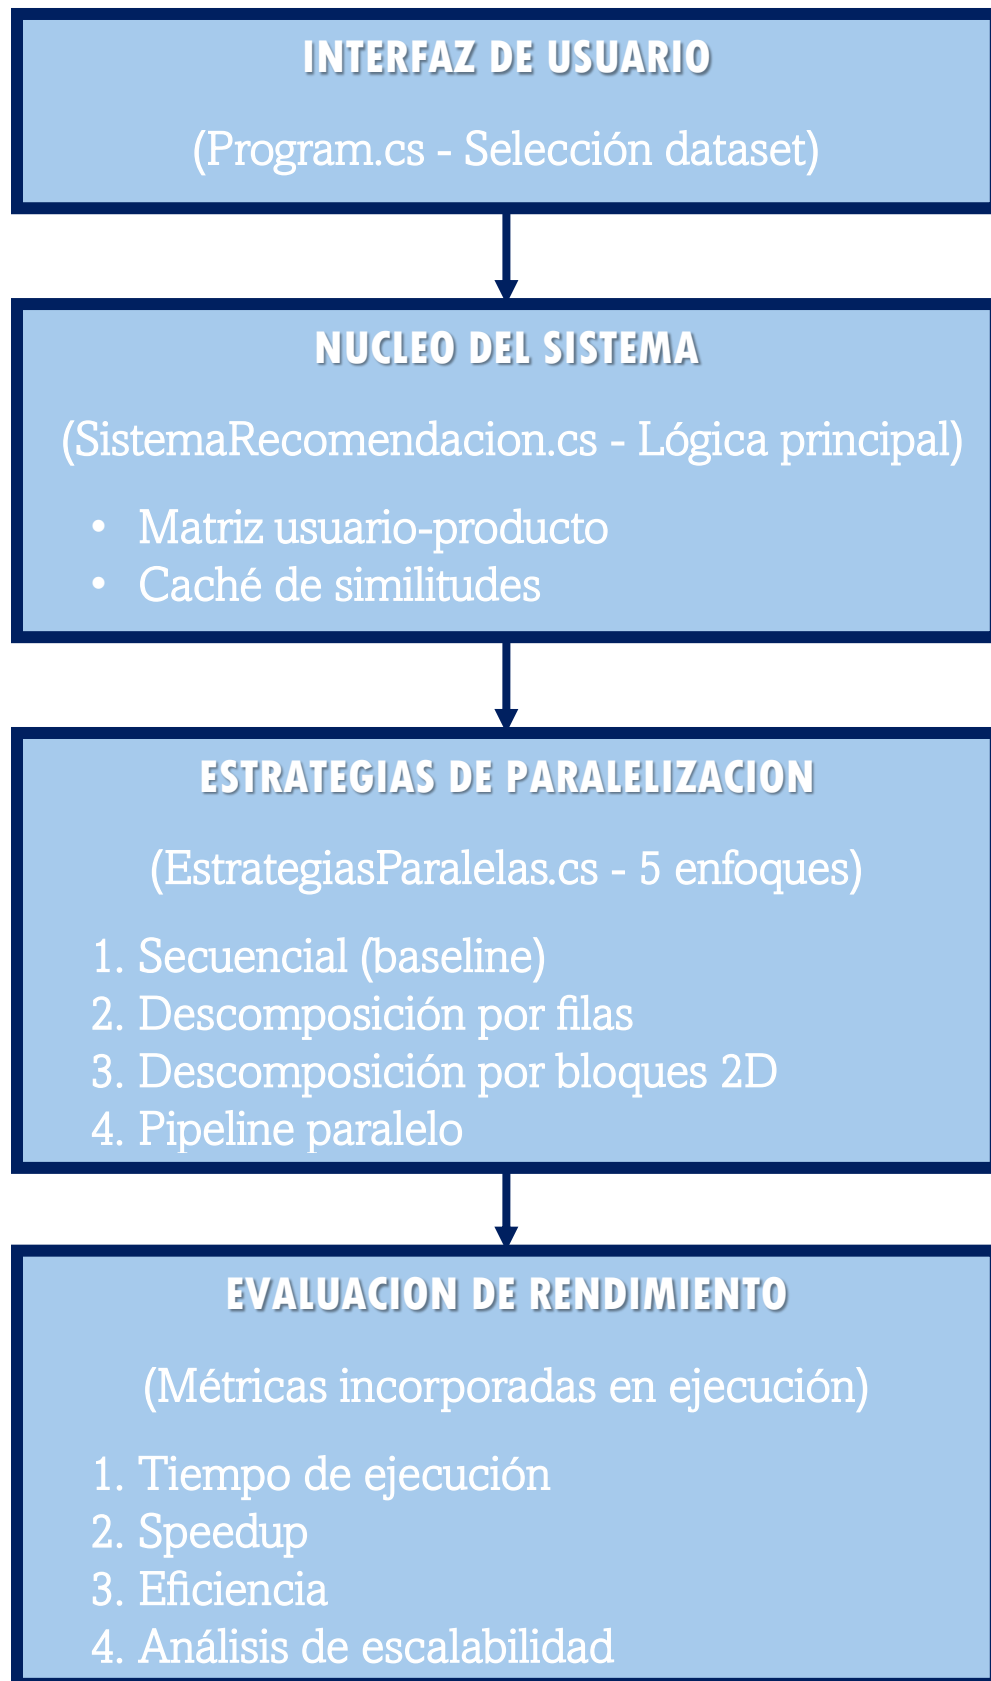 INTERFAZ DE USUARIO
(Program.cs - Selección dataset)
NUCLEO DEL SISTEMA
(SistemaRecomendacion.cs - Lógica principal)
• Matriz usuario-producto
• Caché de similitudes
ESTRATEGIAS DE PARALELIZACION
(EstrategiasParalelas.cs - 5 enfoques)
1. Secuencial (baseline)
2. Descomposición por filas
3. Descomposición por bloques 2D
4. Pipeline paralelo
EVALUACION DE RENDIMIENTO
(Métricas incorporadas en ejecución)
1. Tiempo de ejecución
2. Speedup
3. Eficiencia
4. Análisis de escalabilidad